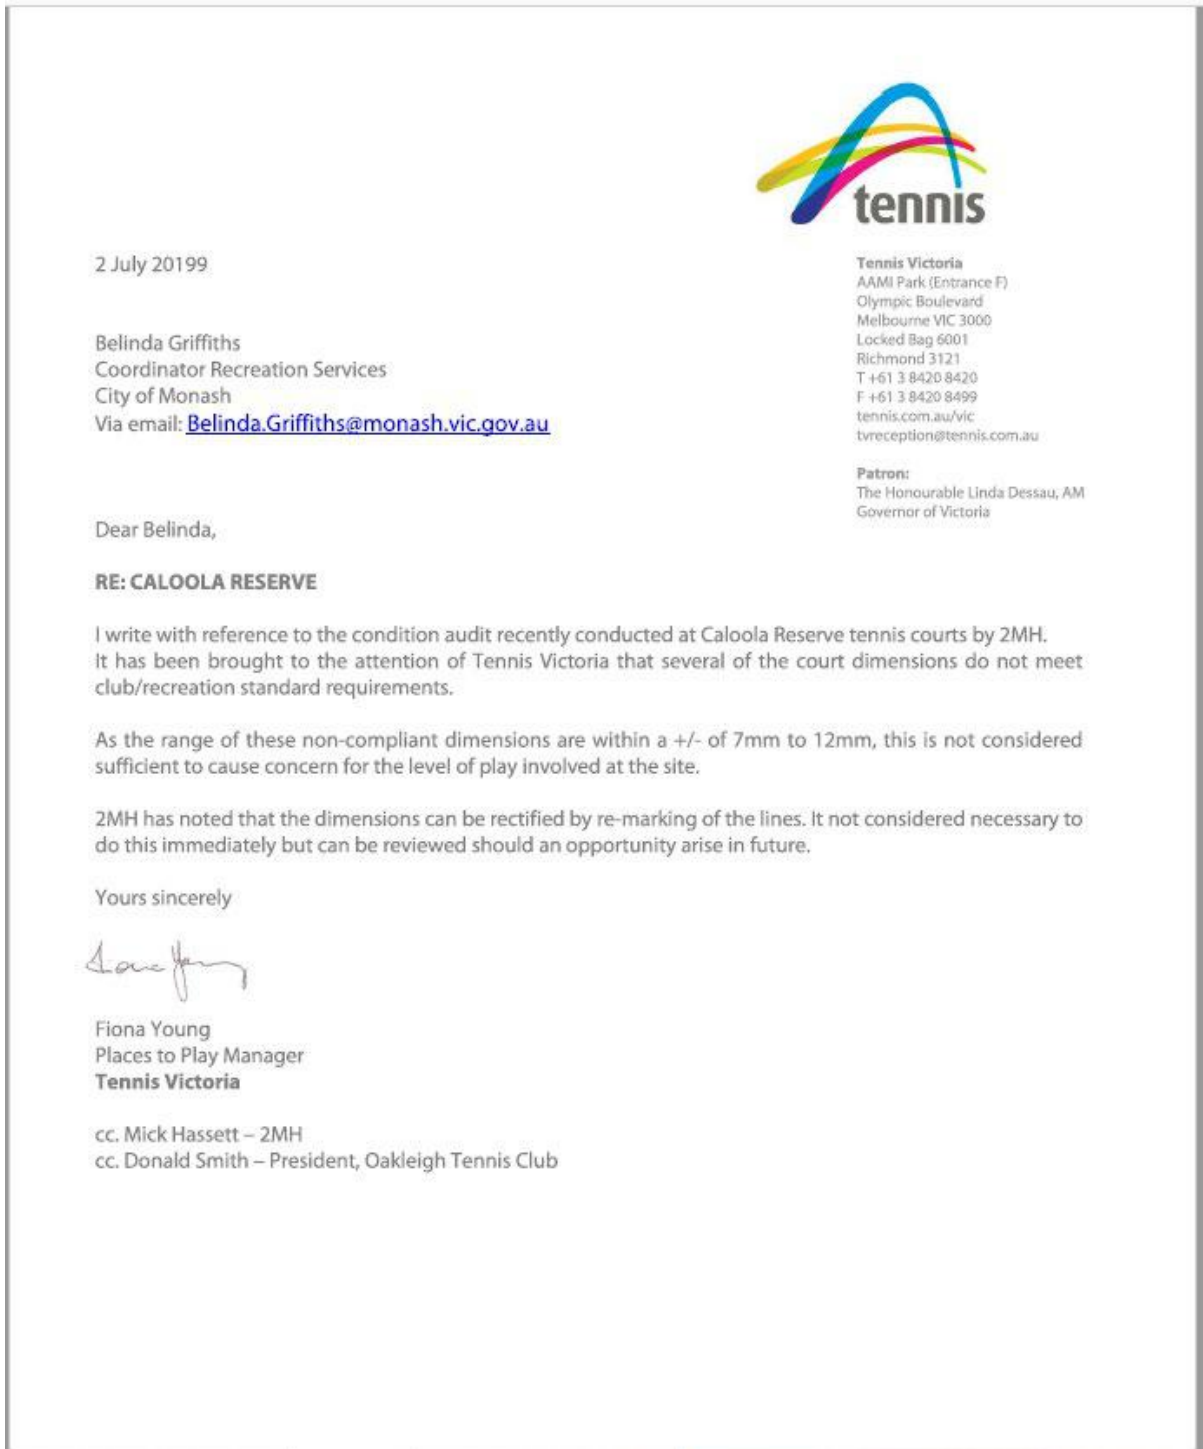 tennis
2 July 20199
Tennis Victoria
AAMI Park (Entrance F)
Olympic Boulevard
Melbourne VIC 3000
Locked Bag 6001
Richmond 3121
T +61 3 8420 8420
F +61 3 8420 8499
tennis.com.au/vic
tvreception@tennis.com.au
Patron:
The Honourable Linda Dessau, AM
Governor of Victoria
Belinda Griffiths
Coordinator Recreation Services
City of Monash
Via email: Belinda.Griffiths@monash.vic.gov.au
Dear Belinda,
RE: CALOOLA RESERVE
I write with reference to the condition audit recently conducted at Caloola Reserve tennis courts by 2MH.
It has been brought to the attention of Tennis Victoria that several of the court dimensions do not meet
club/recreation standard requirements.
As the range of these non-compliant dimensions are within a +/- of 7mm to 12mm, this is not considered
sufficient to cause concern for the level of play involved at the site.
2MH has noted that the dimensions can be rectified by re-marking of the lines. It not considered necessary to
do this immediately but can be reviewed should an opportunity arise in future.
Yours sincerely
Fiona Young
Places to Play Manager
Tennis Victoria
cc. Mick Hassett – 2MH
cc. Donald Smith – President, Oakleigh Tennis Club